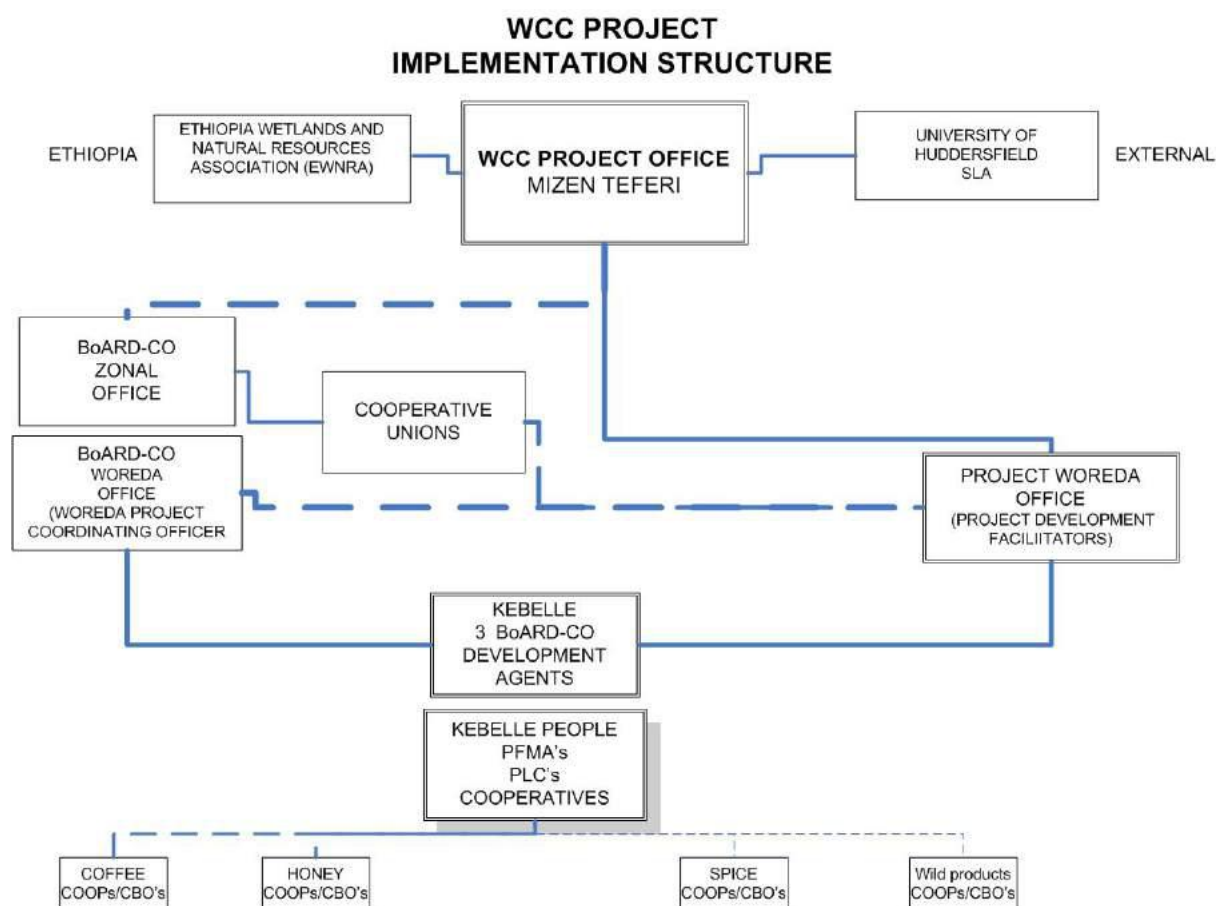 WCC PROJECT
IMPLEMENTATION STRUCTURE
ETHIOPIA
ETHIOPIA WETLANDS AND
NATURAL RESOURCES
ASSOCIATION (EWNRA)
WCC PROJECT OFFICE
MIZEN TEFERI
UNIVERSITY OF
HUDDERSFIELD
SLA
EXTERNAL
BoARD-CO
ZONAL
OFFICE
COOPERATIVE
UNIONS
BoARD-CO
WOREDA
OFFICE
(WOREDA PROJECT
COORDINATING OFFICER
PROJECT WOREDA
OFFICE
(PROJECT DEVELOPMENT
FACILIITATORS)
KEBELLE
3 BoARD-CO
DEVELOPMENT
AGENTS
KEBELLE PEOPLE
PFMA's
PLC's
COOPERATIVES
COFFEE
COOPs/CBO's
HONEY
COOPs/CBO's
SPICE
COOPs/CBO's
Wild products
COOPs/CBO's